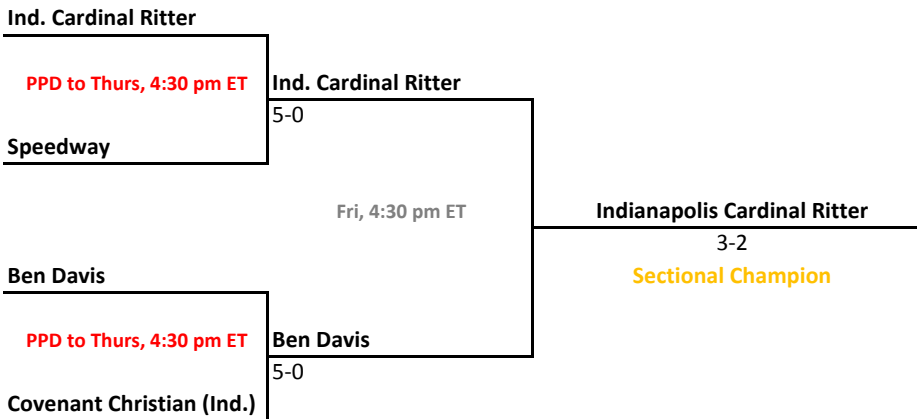 Ind. Cardinal Ritter
PPD to Thurs, 4:30 pm ET
Ind. Cardinal Ritter
5-0
Speedway
Fri, 4:30 pm ET
Indianapolis Cardinal Ritter
3-2
Sectional Champion
Ben Davis
PPD to Thurs, 4:30 pm ET
Ben Davis
5-0
Covenant Christian (Ind.)